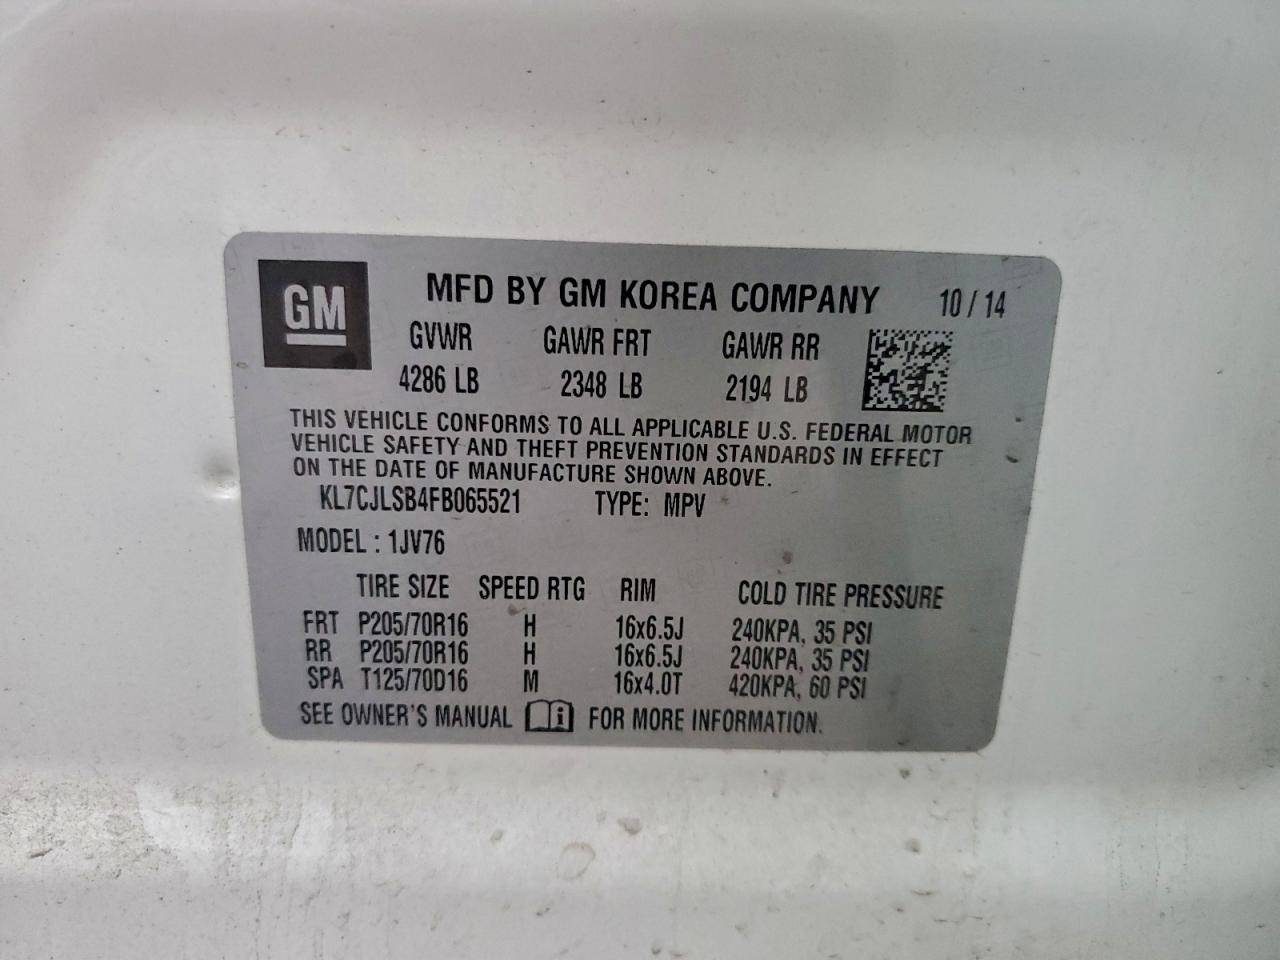 GM
MFD BY GM KOREA COMPANY 10 / 14
GVWR GAWR FRT GAWR RR
4286 LB 2348 LB 2194 LB
THIS VEHICLE CONFORMS TO ALL APPLICABLE U.S. FEDERAL MOTOR
VEHICLE SAFETY AND THEFT PREVENTION STANDARDS IN EFFECT
ON THE DATE OF MANUFACTURE SHOWN ABOVE.
KL7CJLSB4FB065521 TYPE: MPV
MODEL : 1JV76
TIRE SIZE SPEED RTG RIM COLD TIRE PRESSURE
FRT P205/70R16 H 16x6.5J 240KPA, 35 PSI
RR P205/70R16 H 16x6.5J 240KPA, 35 PSI
SPA T125/70D16 M 16x4.0T 420KPA, 60 PSI
SEE OWNER'S MANUAL i FOR MORE INFORMATION.